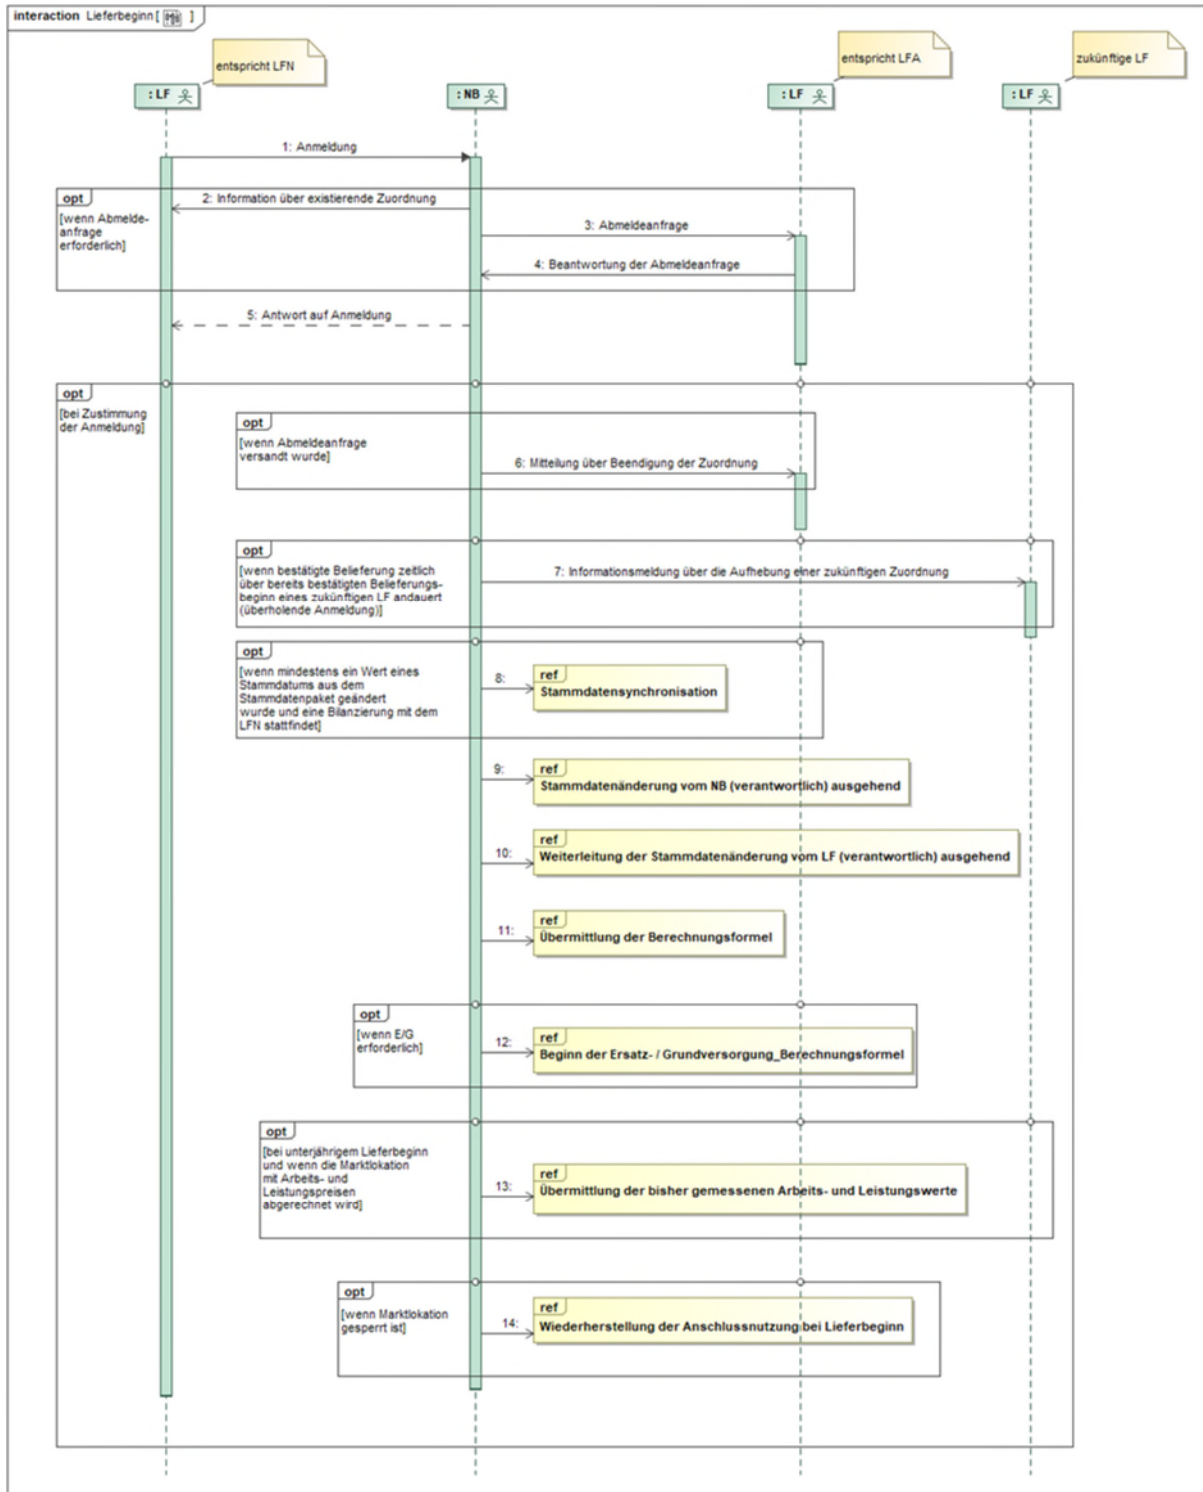 interaction Lieferbeginn [ ]
entspricht LFN
entspricht LFA
zukünftige LF
: LF
: NB
: LF
: LF
1: Anmeldung
opt
[wenn Abmelde-
anfrage
erforderlich]
2: Information über existierende Zuordnung
3: Abmeldeanfrage
4: Beantwortung der Abmeldeanfrage
5: Antwort auf Anmeldung
opt
[bei Zustimmung
der Anmeldung]
opt
[wenn Abmeldeanfrage
versandt wurde]
6: Mitteilung über Beendigung der Zuordnung
opt
[wenn bestätigte Belieferung zeitlich
über bereits bestätigten Belieferungs-
beginn eines zukünftigen LF andauert
(überholende Anmeldung)]
7: Informationsmeldung über die Aufhebung einer zukünftigen Zuordnung
opt
[wenn mindestens ein Wert eines
Stammdatums aus dem
Stammdatenpaket geändert
wurde und eine Bilanzierung mit dem
LFN stattfindet]
8:
ref
Stammdatensynchronisation
9:
ref
Stammdatenänderung vom NB (verantwortlich) ausgehend
10:
ref
Weiterleitung der Stammdatenänderung vom LF (verantwortlich) ausgehend
11:
ref
Übermittlung der Berechnungsformel
opt
[wenn E/G
erforderlich]
12:
ref
Beginn der Ersatz- / Grundversorgung_Berechnungsformel
opt
[bei unterjährigem Lieferbeginn
und wenn die Marktlokation
mit Arbeits- und
Leistungspreisen
abgerechnet wird]
13:
ref
Übermittlung der bisher gemessenen Arbeits- und Leistungswerte
opt
[wenn Marktlokation
gesperrt ist]
14:
ref
Wiederherstellung der Anschlussnutzung bei Lieferbeginn